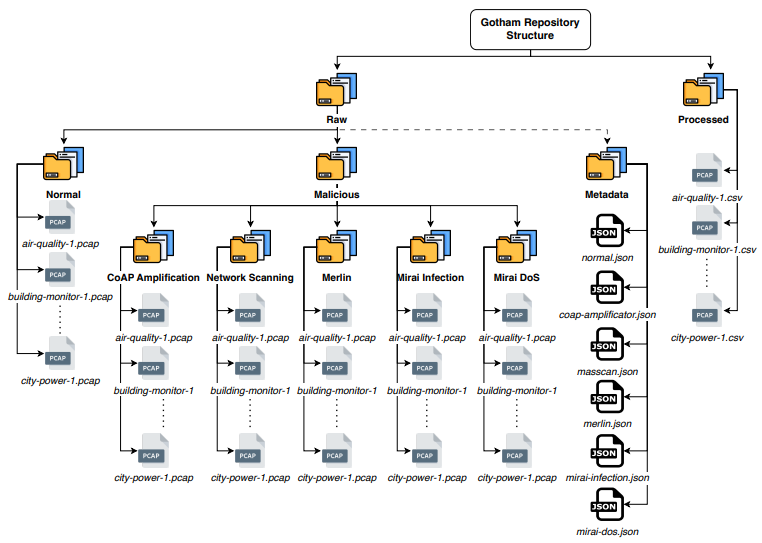 Gotham Repository
Structure
Raw
Processed
Normal
Malicious
Metadata
PCAP
air-quality-1.pcap
PCAP
building-monitor-1.pcap
PCAP
city-power-1.pcap
CoAP Amplification
PCAP
air-quality-1.pcap
PCAP
building-monitor-1
PCAP
city-power-1.pcap
Network Scanning
PCAP
air-quality-1.pcap
PCAP
building-monitor-1
PCAP
city-power-1.pcap
Merlin
PCAP
air-quality-1.pcap
PCAP
building-monitor-1
PCAP
city-power-1.pcap
Mirai Infection
PCAP
air-quality-1.pcap
PCAP
building-monitor-1
PCAP
city-power-1.pcap
Mirai DoS
PCAP
air-quality-1.pcap
PCAP
building-monitor-1
PCAP
city-power-1.pcap
JSON
normal.json
JSON
coap-amplificator.json
JSON
masscan.json
JSON
merlin.json
JSON
mirai-infection.json
JSON
mirai-dos.json
PCAP
air-quality-1.csv
PCAP
building-monitor-1.csv
PCAP
city-power-1.csv